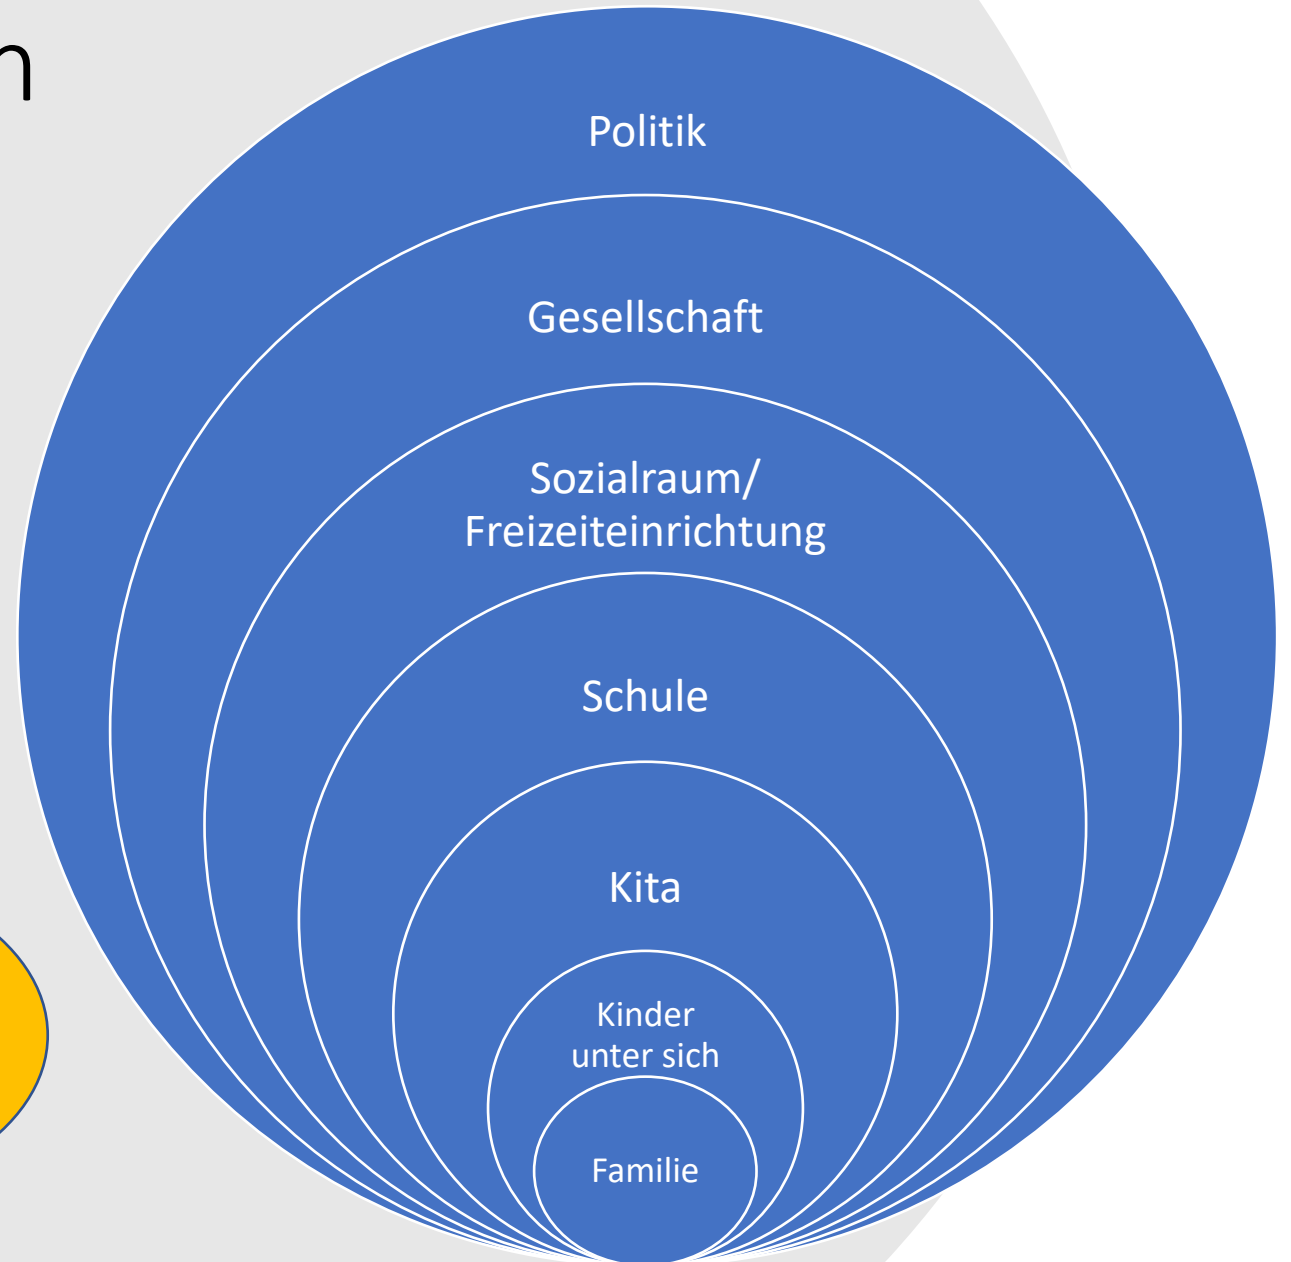 n
Politik
Gesellschaft
Sozialraum/
Freizeiteinrichtung
Schule
Kita
Kinder
unter sich
Familie